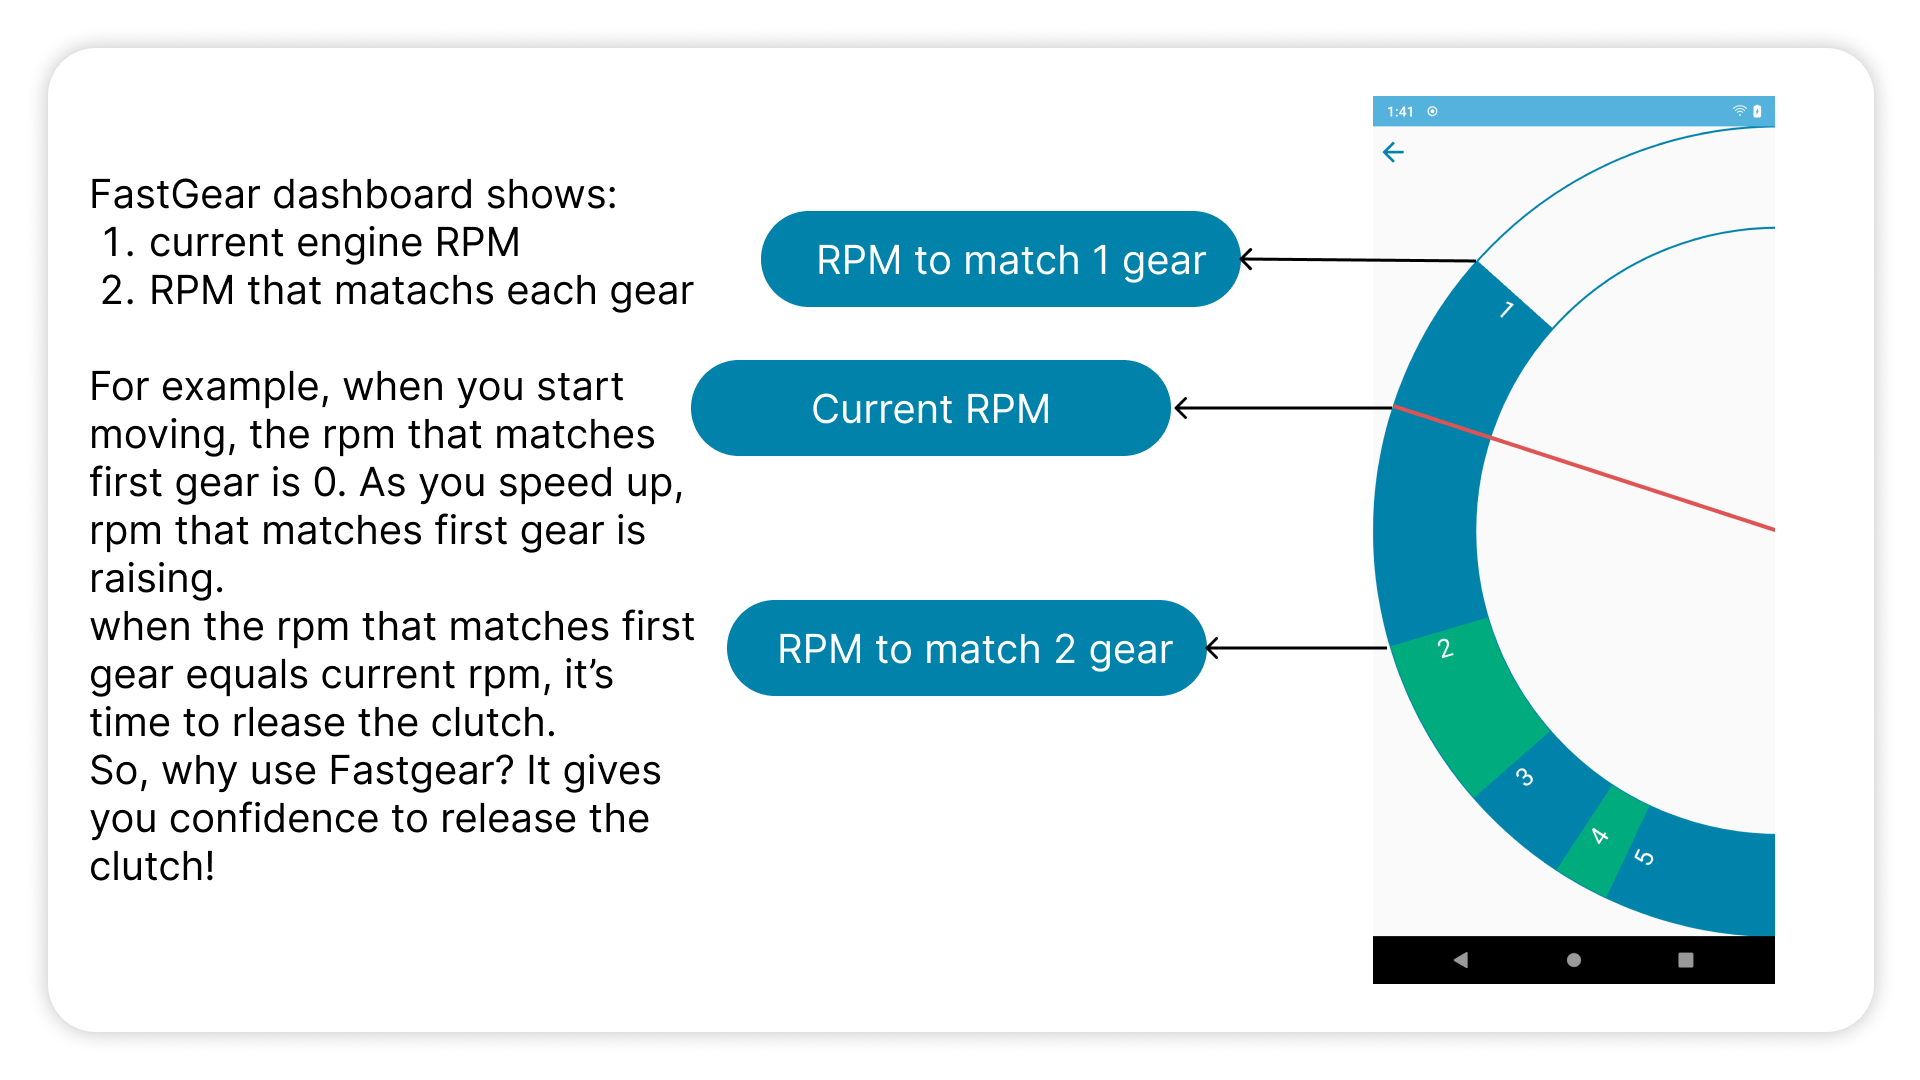 FastGear dashboard shows:
1. current engine RPM
2. RPM that matachs each gear
For example, when you start
moving, the rpm that matches
first gear is 0. As you speed up,
rpm that matches first gear is
raising.
when the rpm that matches first
gear equals current rpm, it’s
time to rlease the clutch.
So, why use Fastgear? It gives
you confidence to release the
clutch!
RPM to match 1 gear
Current RPM
RPM to match 2 gear
1:41
1
2
3
4
5